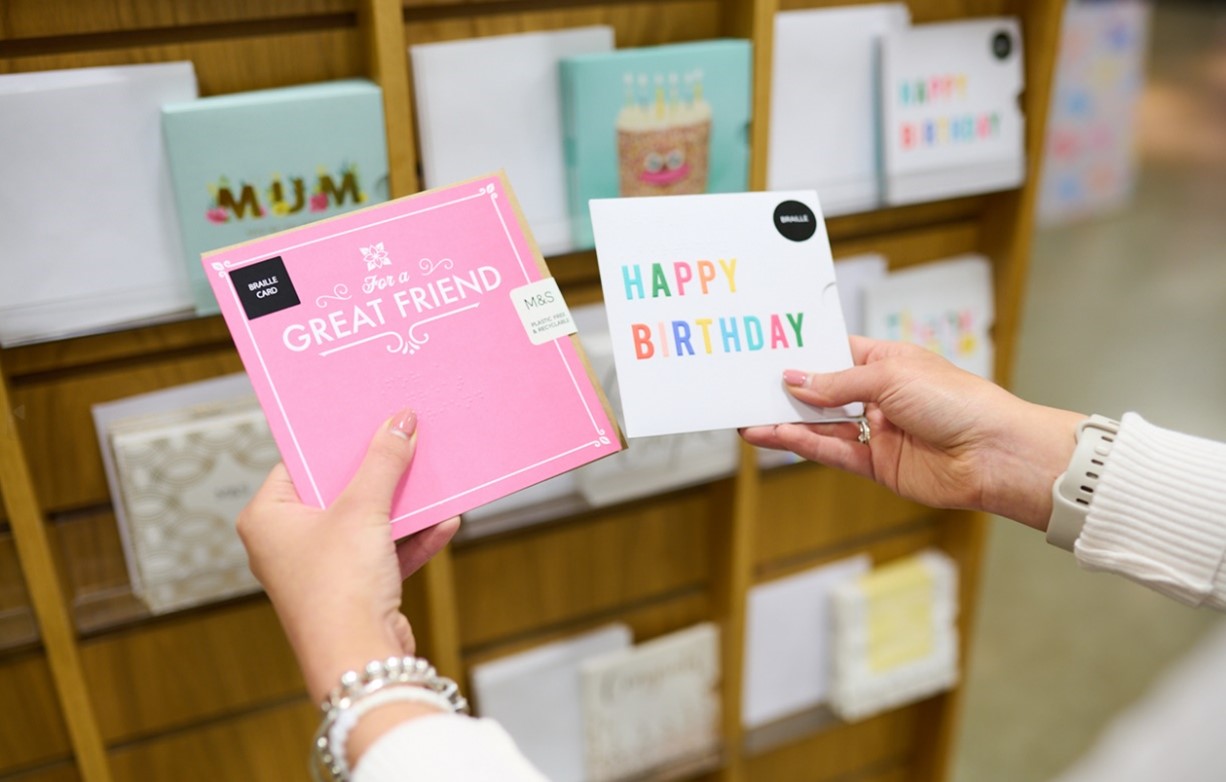 MUM
HAPPY
BIRTHDAY
BRAILLE
CARD
For a
GREAT FRIEND
M&S
PLASTIC FREE
& RECYCLABLE
BRAILLE
HAPPY
BIRTHDAY